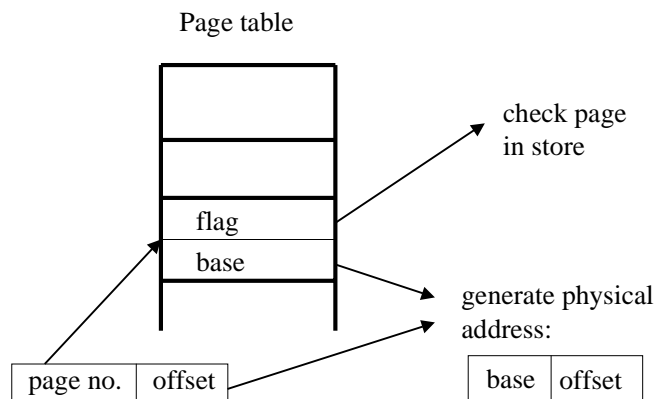 Page table
check page
in store
flag
base
generate physical
address:
page no. offset
base offset